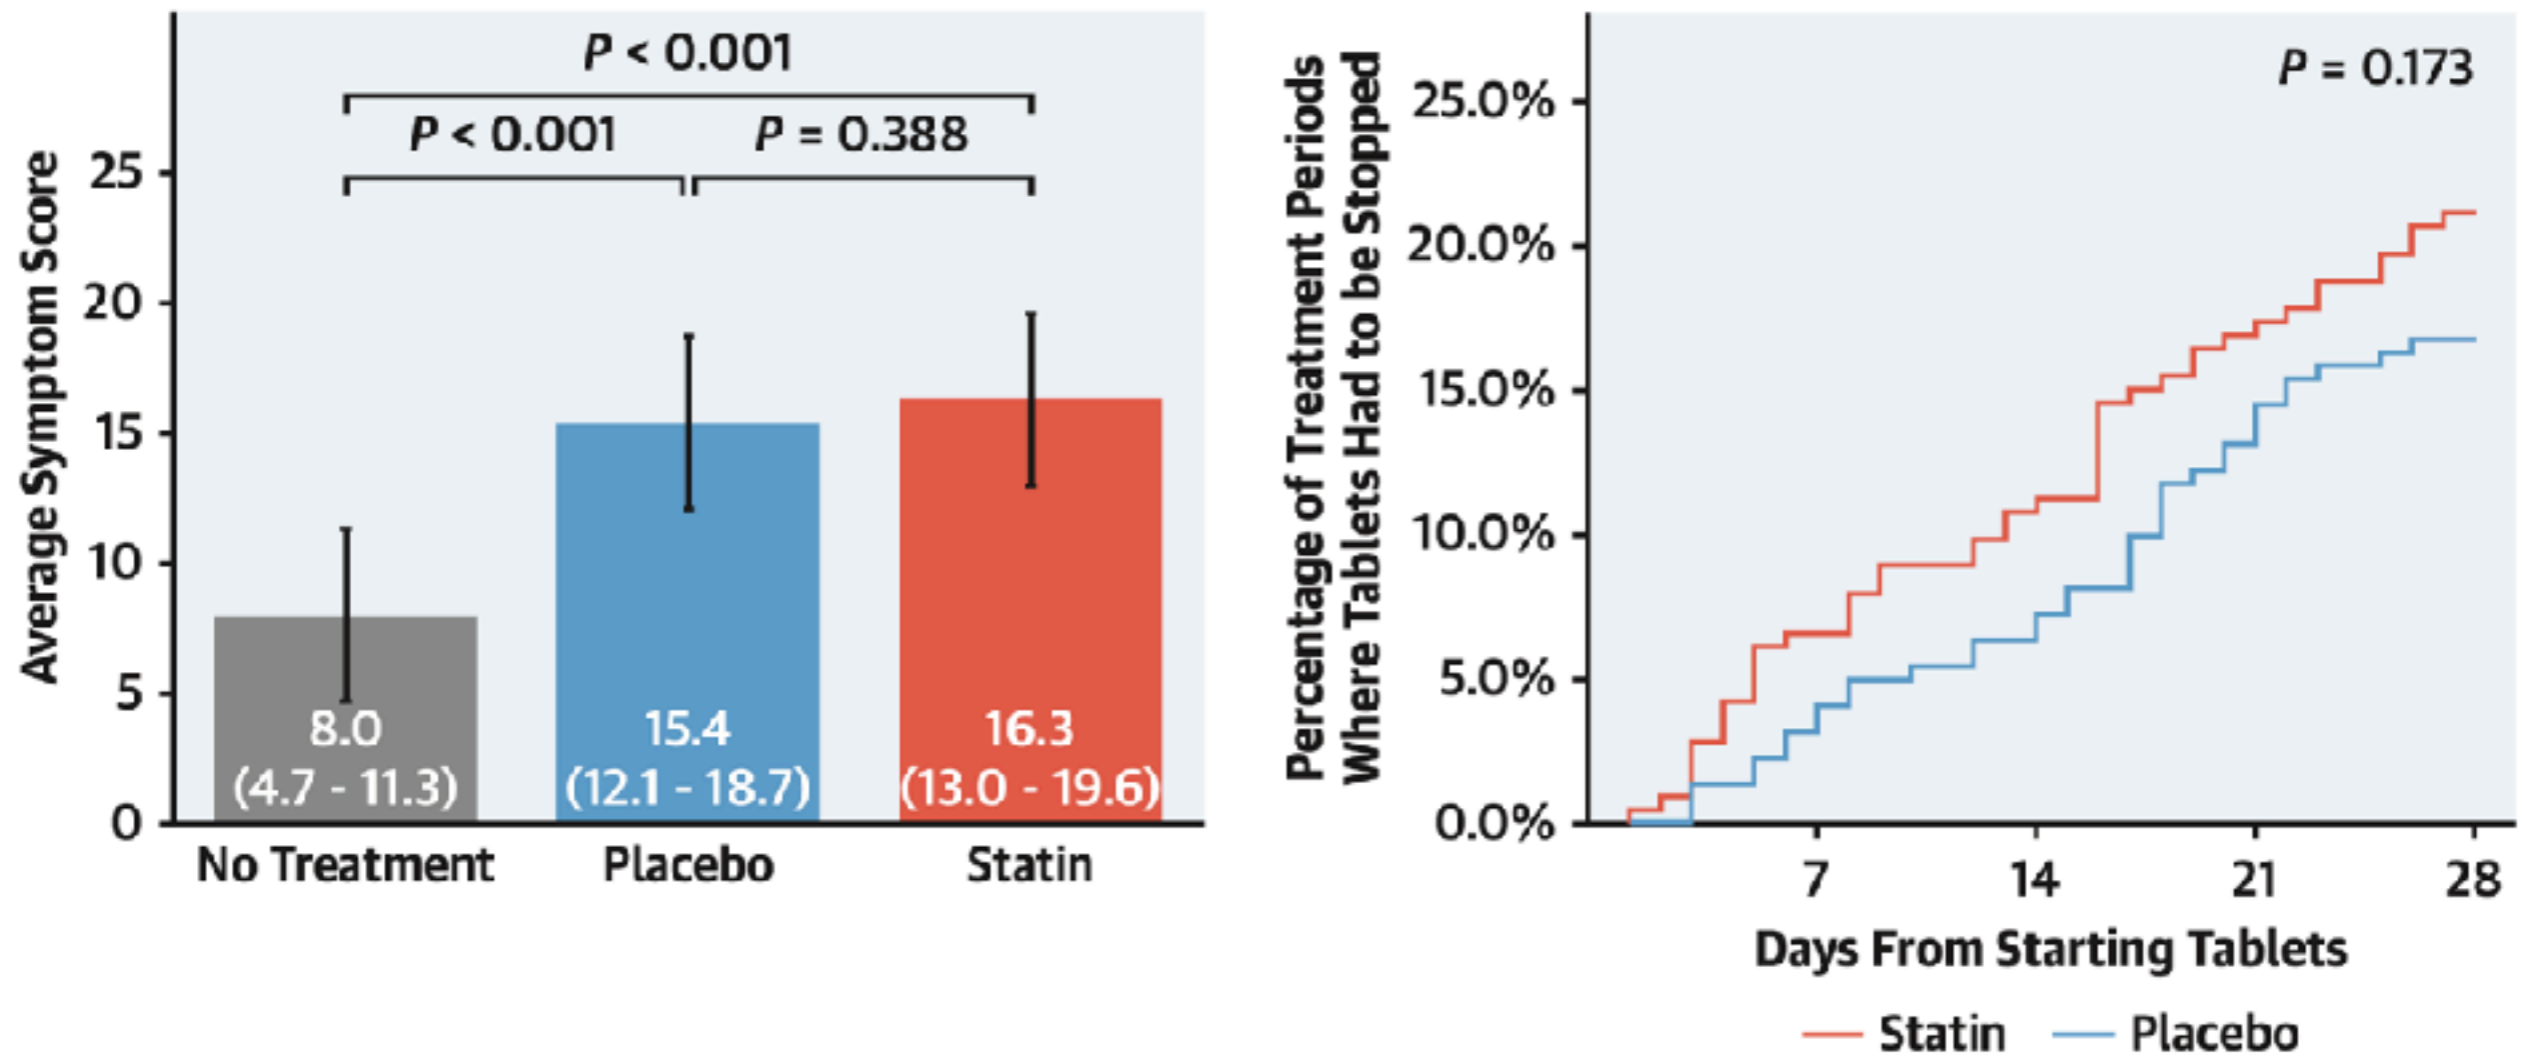 P < 0.001
P < 0.001
P = 0.388
Average Symptom Score
25
20
15
10
5
0
8.0
(4.7 - 11.3)
15.4
(12.1 - 18.7)
16.3
(13.0 - 19.6)
No Treatment
Placebo
Statin
Percentage of Treatment Periods
Where Tablets Had to be Stopped
25.0%
20.0%
15.0%
10.0%
5.0%
0.0%
P = 0.173
7
14
21
28
Days From Starting Tablets
Statin
Placebo